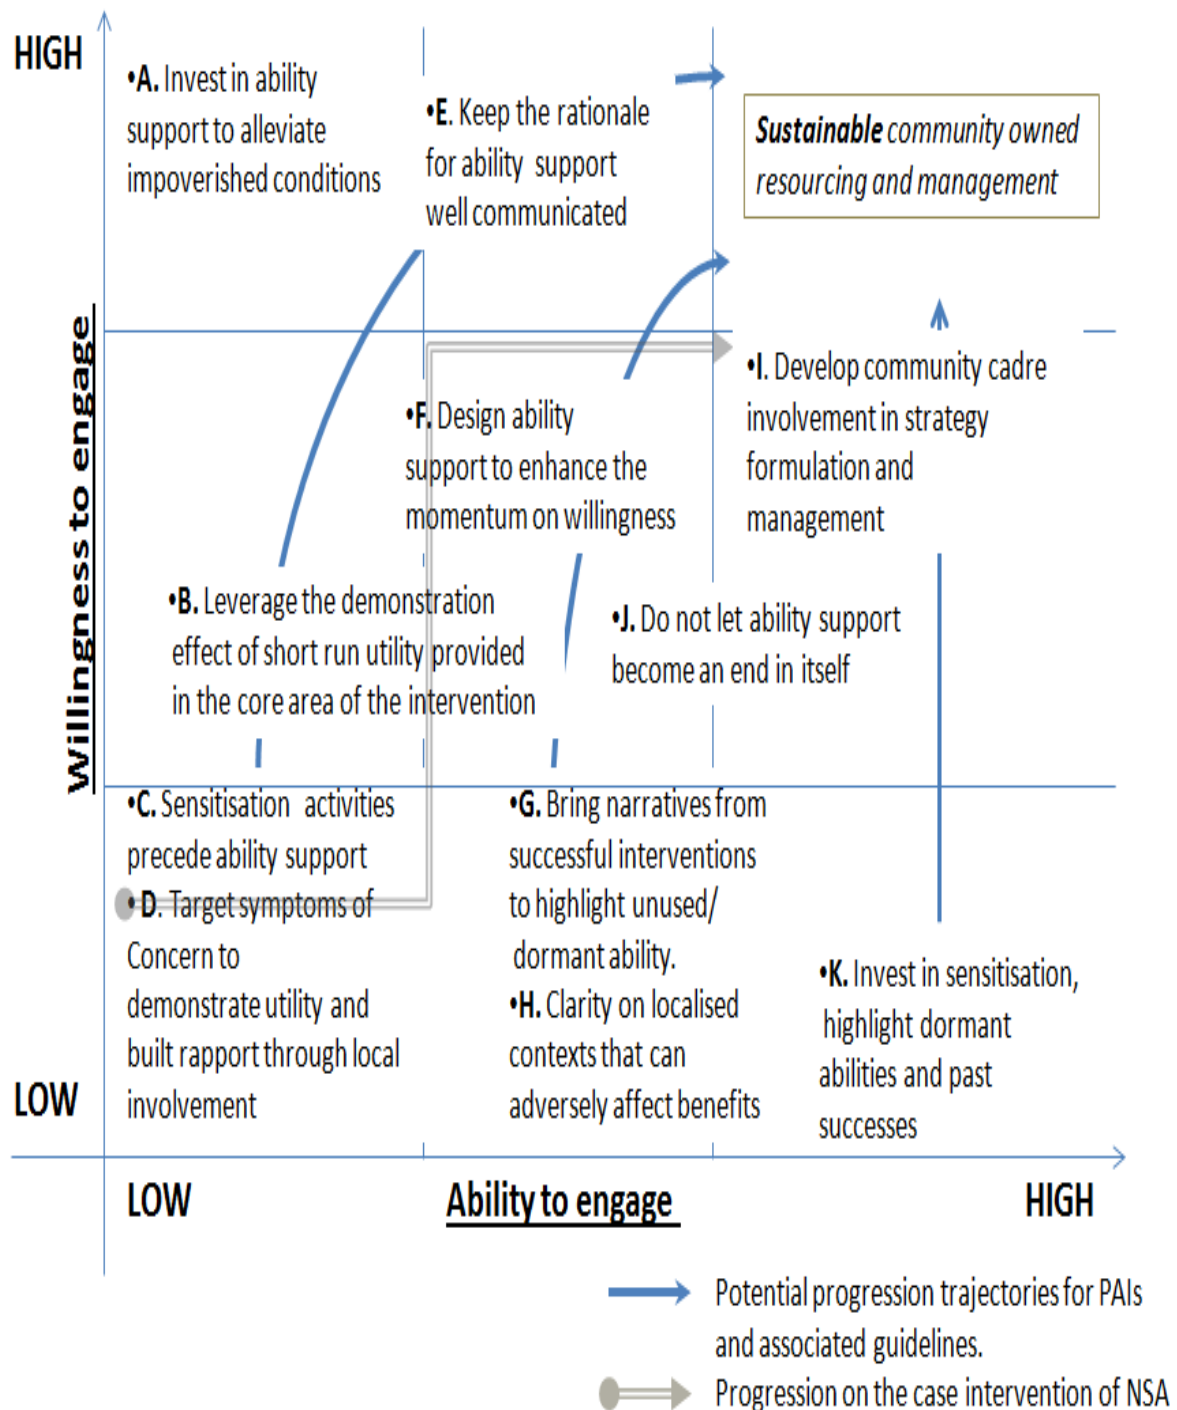 HIGH
•A. Invest in ability
support to alleviate
impoverished conditions
•E. Keep the rationale
for ability support
well communicated
Sustainable community owned
resourcing and management
Willingness to engage
•F. Design ability
support to enhance the
momentum on willingness
•I. Develop community cadre
involvement in strategy
formulation and
management
•B. Leverage the demonstration
effect of short run utility provided
in the core area of the intervention
•J. Do not let ability support
become an end in itself
•C. Sensitisation activities
precede ability support
•D. Target symptoms of
Concern to
demonstrate utility and
built rapport through local
involvement
•G. Bring narratives from
successful interventions
to highlight unused/
dormant ability.
•H. Clarity on localised
contexts that can
adversely affect benefits
•K. Invest in sensitisation,
highlight dormant
abilities and past
successes
LOW
LOW
Ability to engage
HIGH
Potential progression trajectories for PAIs
and associated guidelines.
Progression on the case intervention of NSA